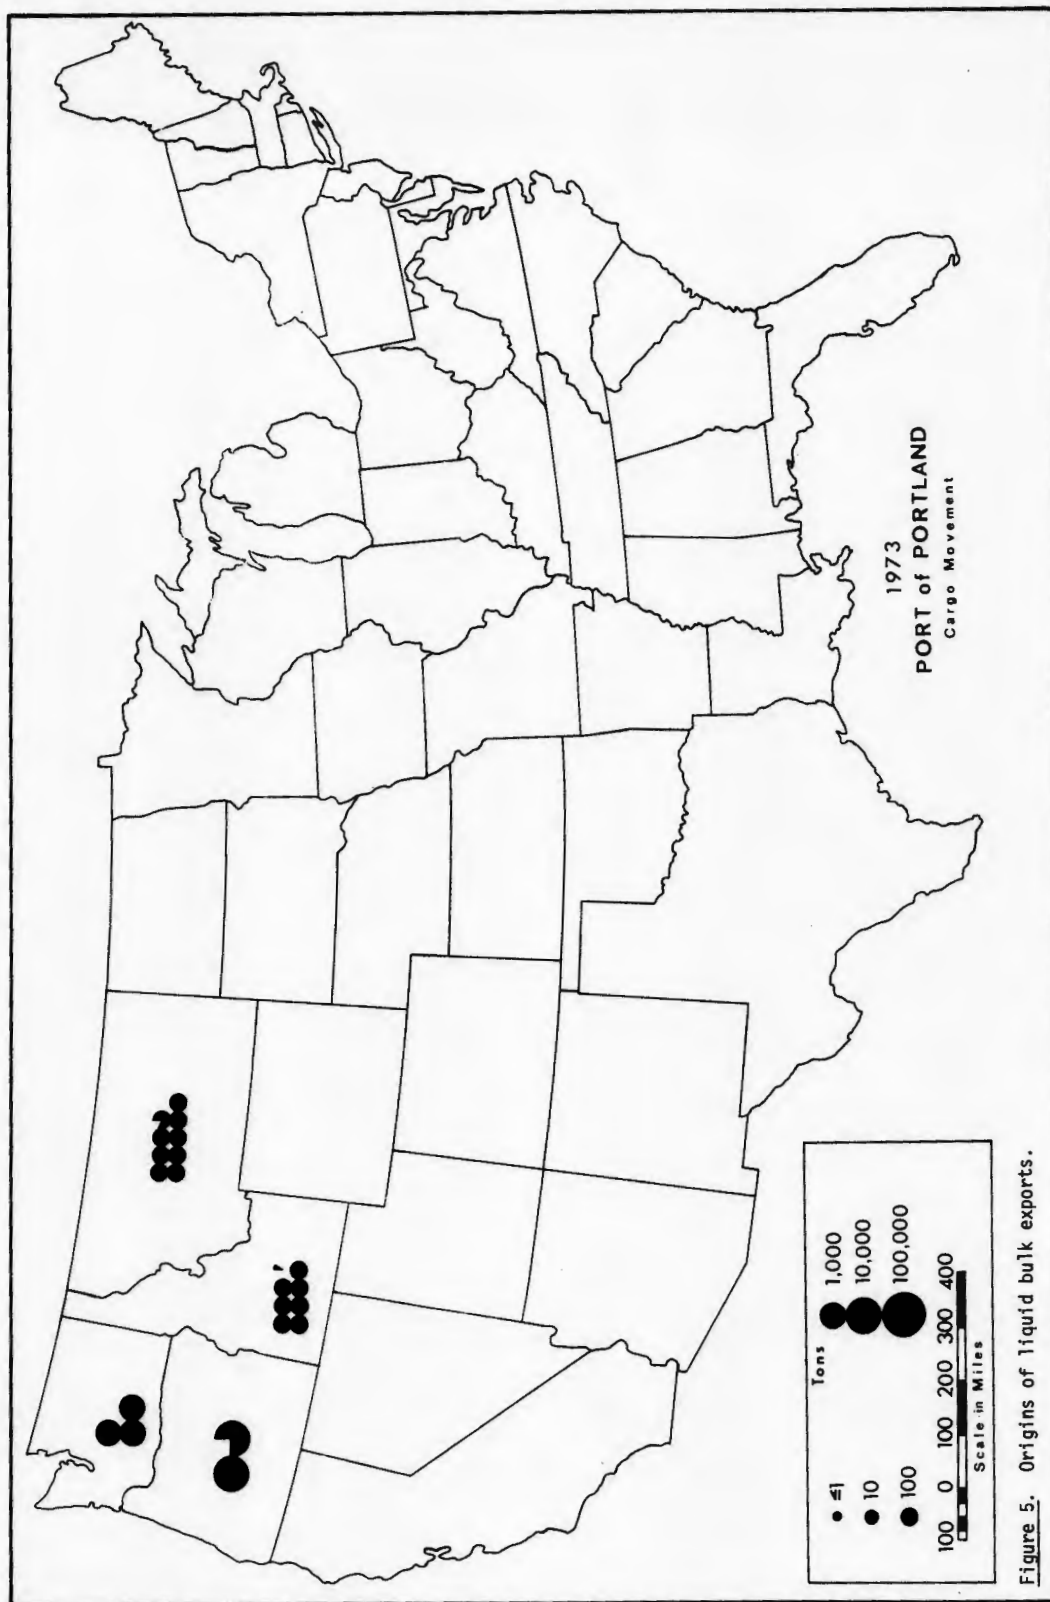 1973
PORT of PORTLAND
Cargo Movement
Tons
≤1
10
100
1,000
10,000
100,000
100 0 100 200 300 400
Scale in Miles
Figure 5. Origins of liquid bulk exports.